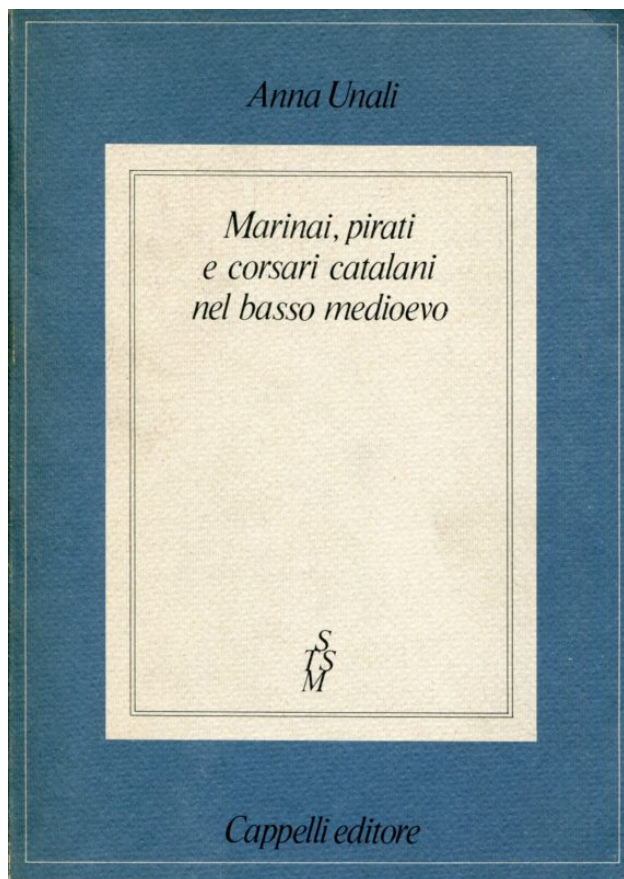 Anna Unali
Marinai, pirati
e corsari catalani
nel basso medioevo
S
TS
M
Cappelli editore